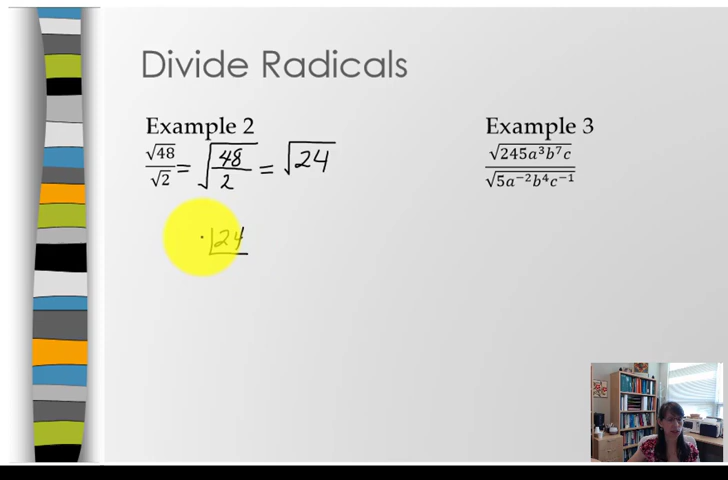 Divide Radicals
Example 2
√48/√2 = √(48/2) = √24
24
Example 3
√(245a³b⁷c)/√(5a⁻²b⁴c⁻¹)